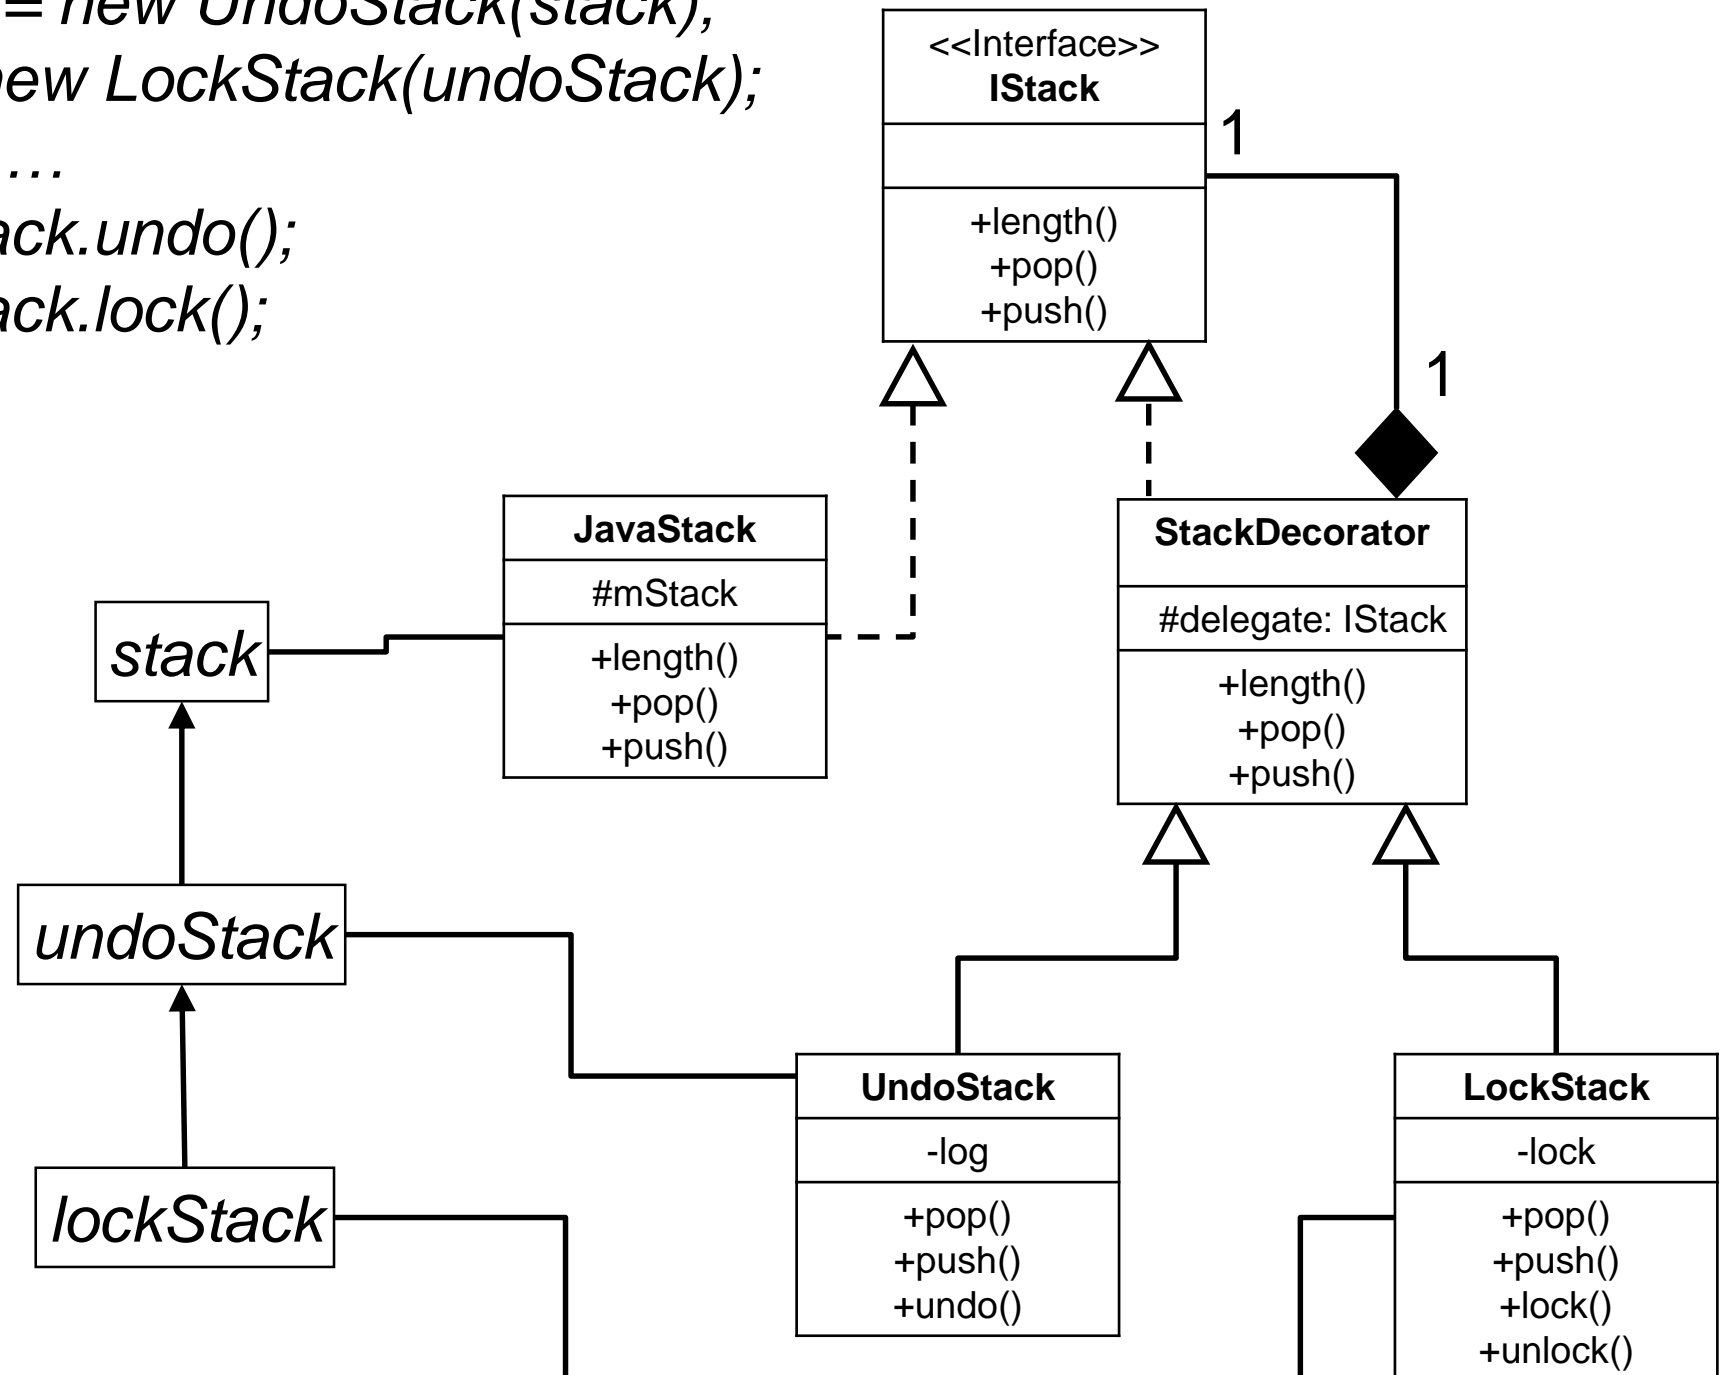 = new UndoStack(stack);
new LockStack(undoStack);
…
ack.undo();
ack.lock();
<<Interface>>
IStack
+length()
+pop()
+push()
1
1
JavaStack
#mStack
+length()
+pop()
+push()
StackDecorator
#delegate: IStack
+length()
+pop()
+push()
stack
undoStack
lockStack
UndoStack
-log
+pop()
+push()
+undo()
LockStack
-lock
+pop()
+push()
+lock()
+unlock()